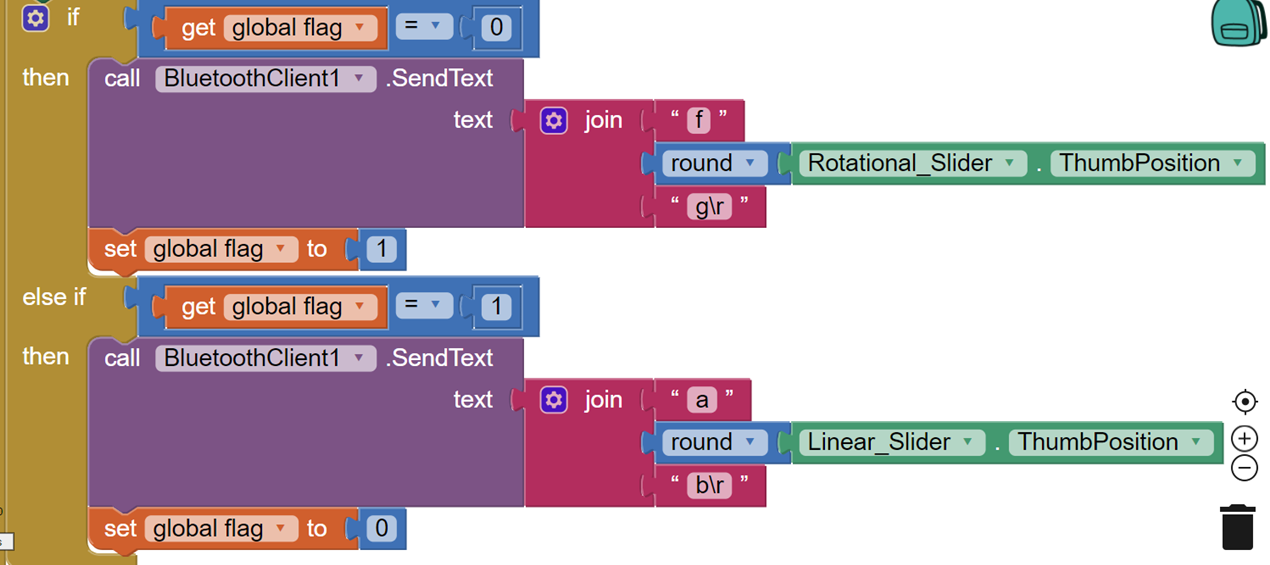 if get global flag = 0
then call BluetoothClient1 .SendText
text join “ f ”
round Rotational_Slider . ThumbPosition
“ g\r ”
set global flag to 1
else if get global flag = 1
then call BluetoothClient1 .SendText
text join “ a ”
round Linear_Slider . ThumbPosition
“ b\r ”
set global flag to 0